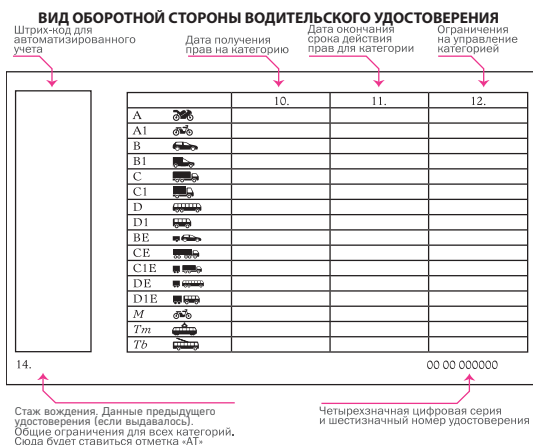 ВИД ОБОРОТНОЙ СТОРОНЫ ВОДИТЕЛЬСКОГО УДОСТОВЕРЕНИЯ
Штрих-код для
автоматизированного
учета
Дата получения
прав на категорию
Дата окончания
срока действия
прав для категории
Ограничения
на управление
категорией
10. 11. 12.
A
A1
B
B1
C
C1
D
D1
BE
CE
C1E
DE
D1E
M
Tm
Tb
14. 00 00 000000
Стаж вождения. Данные предыдущего
удостоверения (если выдавалось).
Общие ограничения для всех категорий.
Сюда будет ставиться отметка «АТ»
Четырехзначная цифровая серия
и шестизначный номер удостоверения